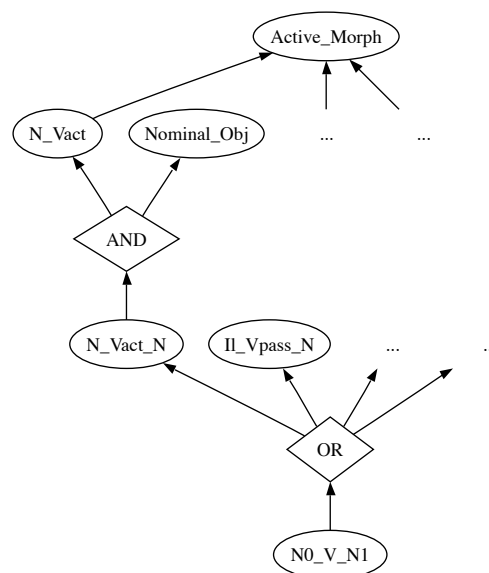 Active_Morph
N_Vact Nominal_Obj ... ...
AND
N_Vact_N Il_Vpass_N ... .
OR
N0_V_N1